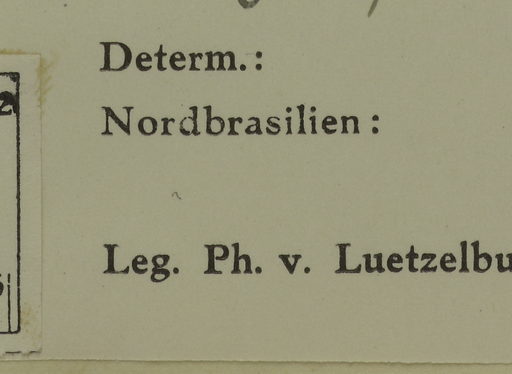 Determ.:
Nordbrasilien:
Leg. Ph. v. Luetzelbu